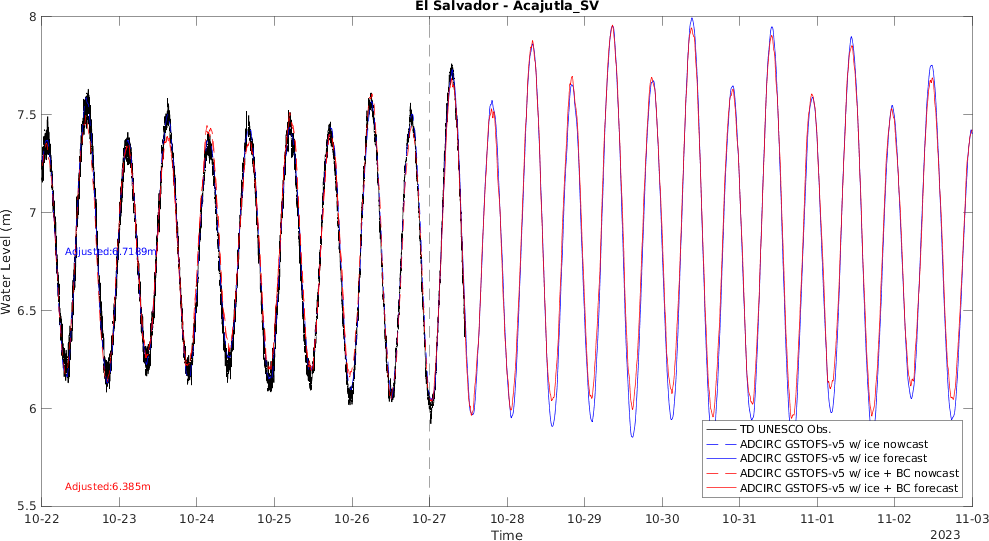 El Salvador - Acajutla_SV
8
7.5
7
6.5
6
5.5
Water Level (m)
Adjusted:6.7189m
Adjusted:6.385m
TD UNESCO Obs.
ADCIRC GSTOFS-v5 w/ ice nowcast
ADCIRC GSTOFS-v5 w/ ice forecast
ADCIRC GSTOFS-v5 w/ ice + BC nowcast
ADCIRC GSTOFS-v5 w/ ice + BC forecast
10-22 10-23 10-24 10-25 10-26 10-27 10-28 10-29 10-30 10-31 11-01 11-02 11-03
Time
2023